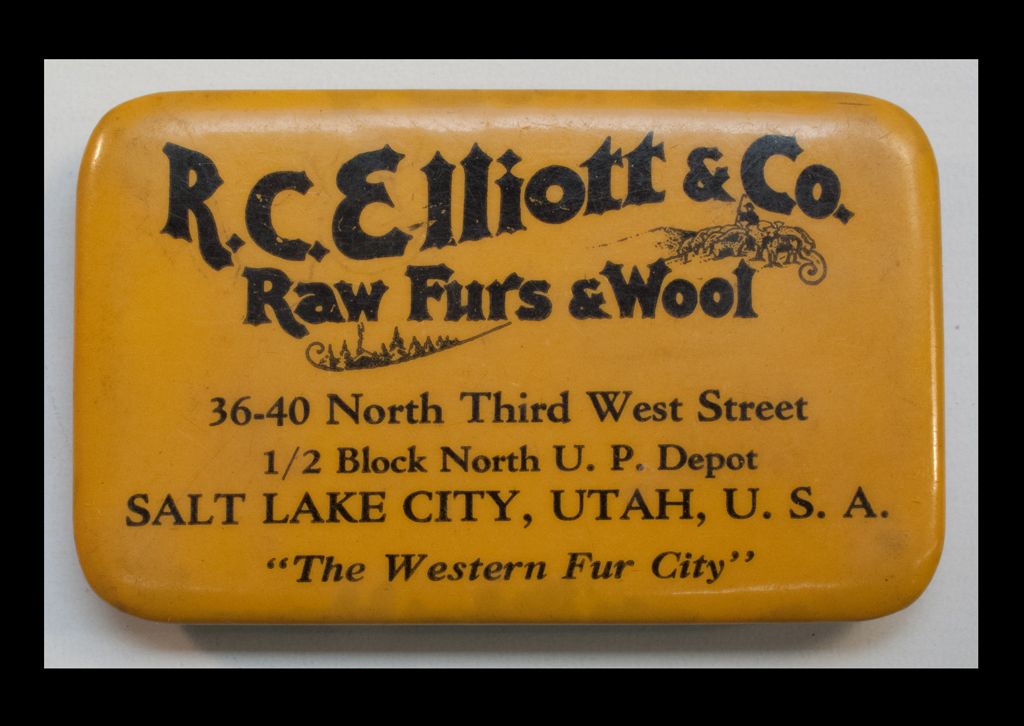 R.C. Elliott & Co.
Raw Furs & Wool
36-40 North Third West Street
1/2 Block North U. P. Depot
SALT LAKE CITY, UTAH, U. S. A.
“The Western Fur City”